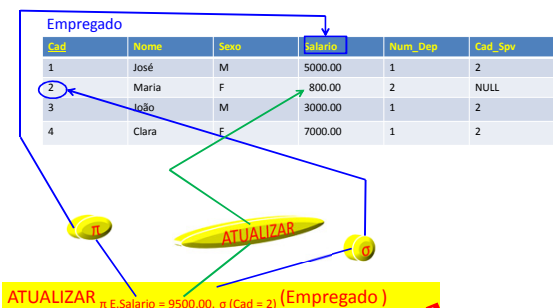 Empregado
Cad Nome Sexo Salario Num_Dep Cad_Spv
1 José M 5000.00 1 2
2 Maria F 800.00 2 NULL
3 João M 3000.00 1 2
4 Clara F 7000.00 1 2
π ATUALIZAR σ
ATUALIZAR π E.Salario = 9500.00, σ (Cad = 2) (Empregado )